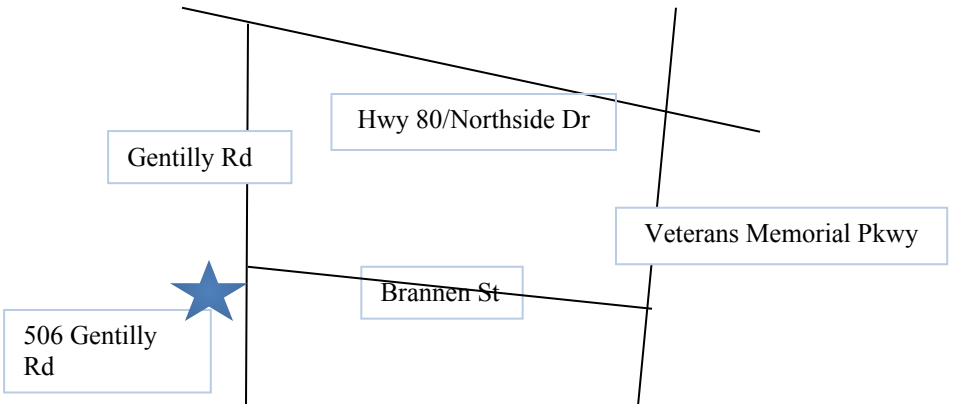 Hwy 80/Northside Dr
Gentilly Rd
Veterans Memorial Pkwy
Brannen St
506 Gentilly
Rd